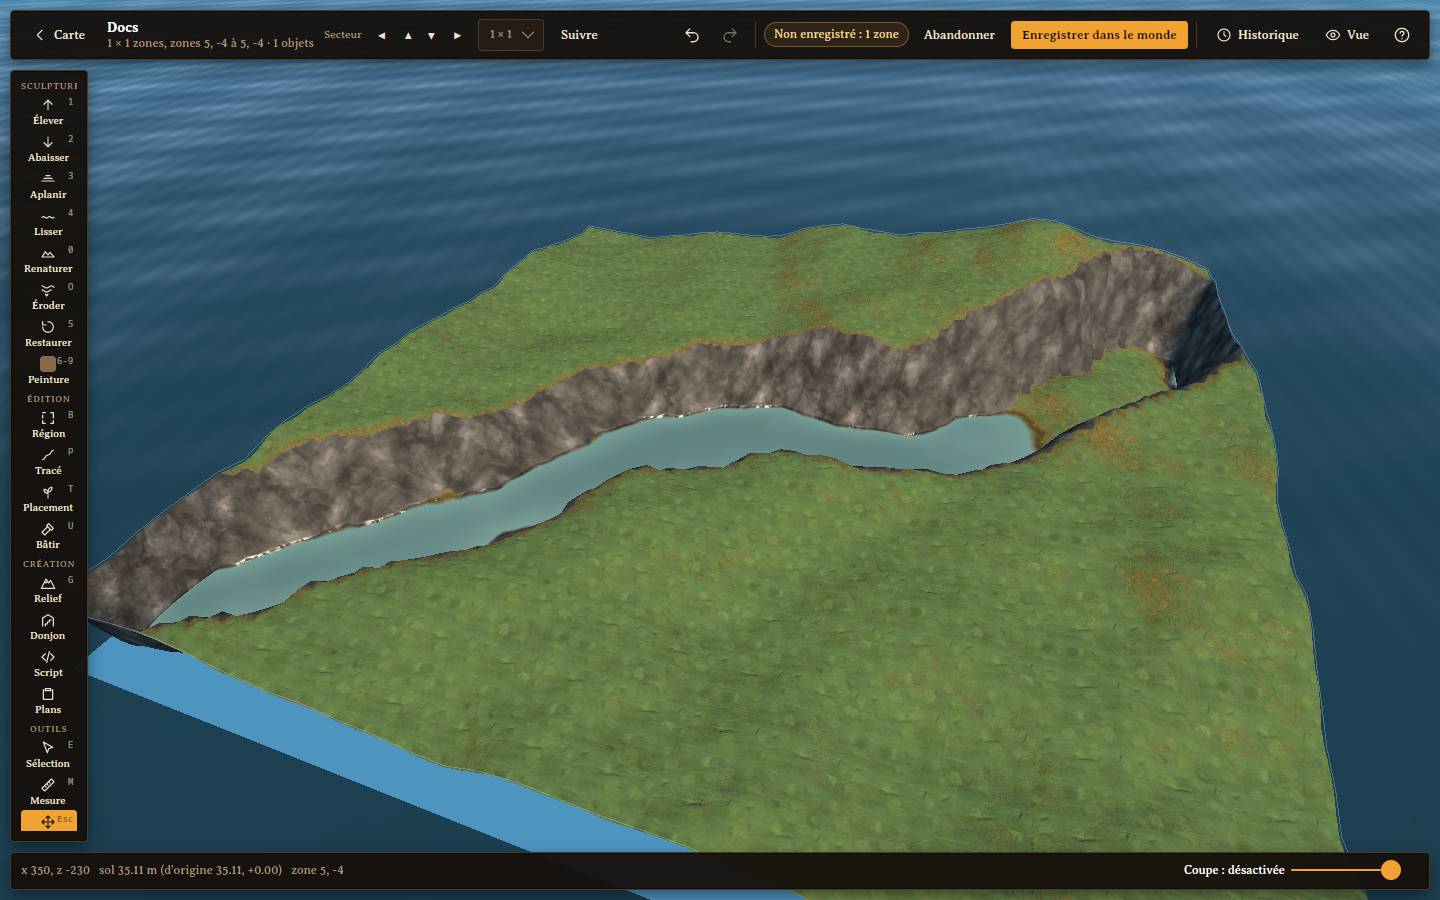 Carte
Docs
1 × 1 zones, zones 5, -4 à 5, -4 · 1 objets
Secteur
1 × 1
Suivre
Non enregistré : 1 zone
Abandonner
Enregistrer dans le monde
Historique
Vue
SCULPTURE
1
Élever
2
Abaisser
3
Aplanir
4
Lisser
0
Renaturer
O
Éroder
5
Restaurer
6-9
Peinture
ÉDITION
B
Région
P
Tracé
T
Placement
U
Bâtir
CRÉATION
G
Relief
Donjon
Script
Plans
OUTILS
E
Sélection
M
Mesure
Esc
x 350, z -230 sol 35.11 m (d'origine 35.11, +0.00) zone 5, -4
Coupe : désactivée